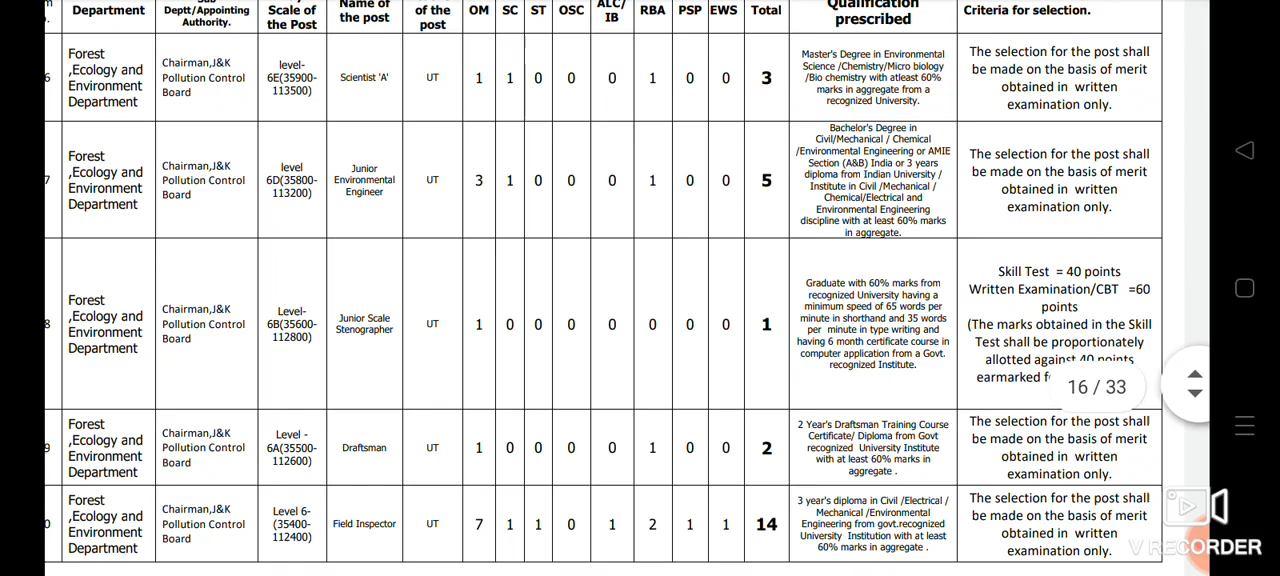 m Department Sub Deptt/Appointing Authority. Scale of the Post Name of the post of the post OM SC ST OSC ALC/ IB RBA PSP EWS Total Qualification prescribed Criteria for selection.
6
Forest
,Ecology and
Environment
Department
Chairman,J&K
Pollution Control
Board
level-
6E(35900-
113500)
Scientist 'A'
UT
1 1 0 0 0 1 0 0 3
Master's Degree in Environmental
Science /Chemistry/Micro biology
/Bio chemistry with atleast 60%
marks in aggregate from a
recognized University.
The selection for the post shall
be made on the basis of merit
obtained in written
examination only.
7
Forest
,Ecology and
Environment
Department
Chairman,J&K
Pollution Control
Board
level
6D(35800-
113200)
Junior
Environmental
Engineer
UT
3 1 0 0 0 1 0 0 5
Bachelor's Degree in
Civil/Mechanical / Chemical
/Environmental Engineering or AMIE
Section (A&B) India or 3 years
diploma from Indian University /
Institute in Civil /Mechanical /
Chemical/Electrical and
Environmental Engineering
discipline with at least 60% marks
in aggregate.
The selection for the post shall
be made on the basis of merit
obtained in written
examination only.
8
Forest
,Ecology and
Environment
Department
Chairman,J&K
Pollution Control
Board
Level-
6B(35600-
112800)
Junior Scale
Stenographer
UT
1 0 0 0 0 0 0 0 1
Graduate with 60% marks from
recognized University having a
minimum speed of 65 words per
minute in shorthand and 35 words
per minute in type writing and
having 6 month certificate course in
computer application from a Govt.
recognized Institute.
Skill Test = 40 points
Written Examination/CBT =60
points
(The marks obtained in the Skill
Test shall be proportionately
allotted against 40 points
earmarked
16 / 33
9
Forest
,Ecology and
Environment
Department
Chairman,J&K
Pollution Control
Board
Level -
6A(35500-
112600)
Draftsman
UT
1 0 0 0 0 1 0 0 2
2 Year's Draftsman Training Course
Certificate/ Diploma from Govt
recognized University Institute
with at least 60% marks in
aggregate .
The selection for the post shall
be made on the basis of merit
obtained in written
examination only.
0
Forest
,Ecology and
Environment
Department
Chairman,J&K
Pollution Control
Board
Level 6-
(35400-
112400)
Field Inspector
UT
7 1 1 0 1 2 1 1 14
3 year's diploma in Civil /Electrical /
Mechanical /Environmental
Engineering from govt.recognized
University Institution with at least
60% marks in aggregate .
The selection for the post shall
be made on the basis of merit
obtained in written
examination only.
V RECORDER